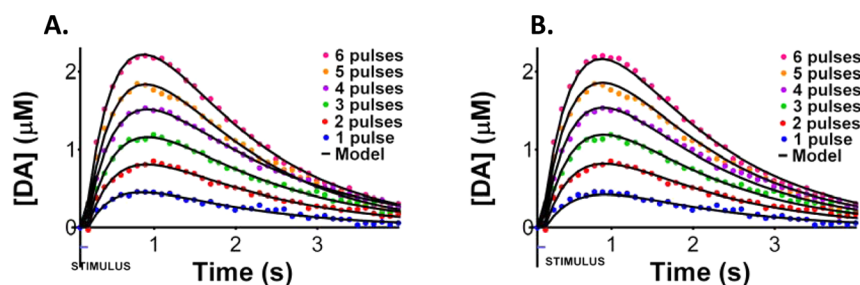 A.
[DA] (μM)
2
1
0
6 pulses
5 pulses
4 pulses
3 pulses
2 pulses
1 pulse
Model
1
2
3
STIMULUS
Time (s)
B.
[DA] (μM)
2
1
0
6 pulses
5 pulses
4 pulses
3 pulses
2 pulses
1 pulses
Model
1
2
3
STIMULUS
Time (s)